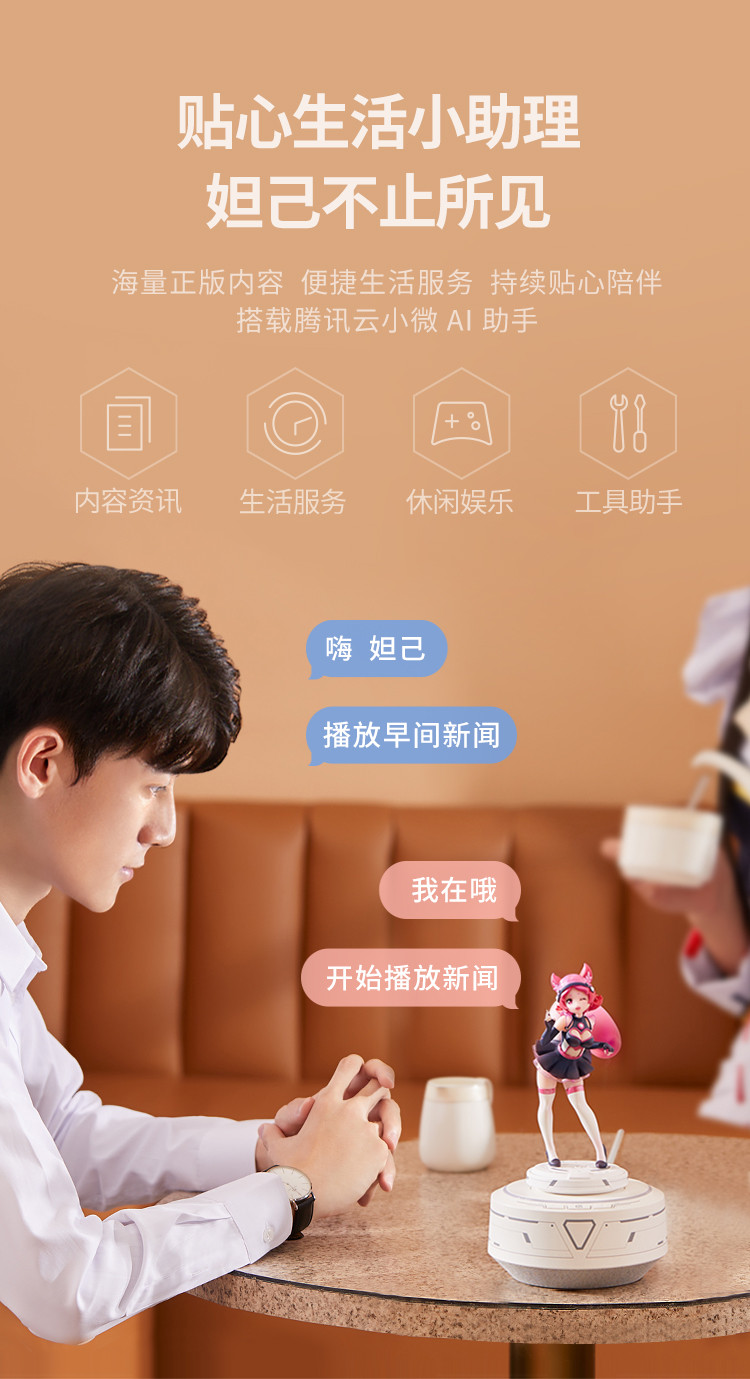 贴心生活小助理
妲己不止所见
海量正版内容 便捷生活服务 持续贴心陪伴
搭载腾讯云小微 AI 助手
内容资讯 生活服务 休闲娱乐 工具助手
嗨 妲己
播放早间新闻
我在哦
开始播放新闻